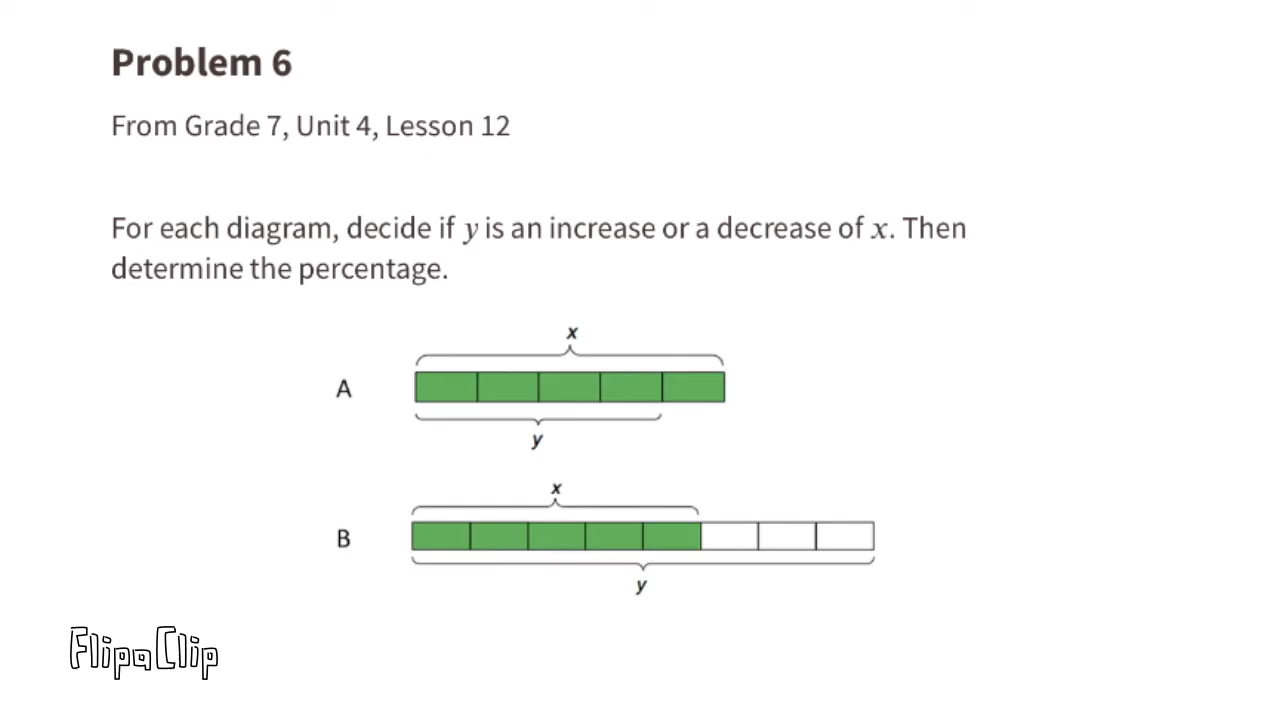 Problem 6
From Grade 7, Unit 4, Lesson 12
For each diagram, decide if y is an increase or a decrease of x. Then
determine the percentage.
x
A
y
x
B
y
FlipaClip